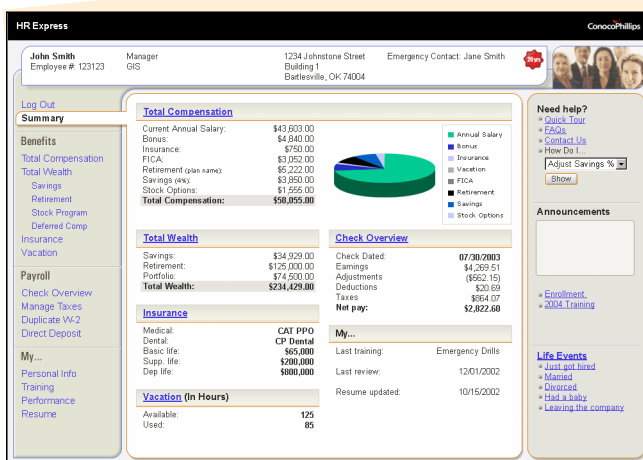 HR Express
ConocoPhillips
John Smith
Employee #: 123123
Manager
GIS
1234 Johnstone Street
Building 1
Bartlesville, OK 74004
Emergency Contact: Jane Smith
20 yrs
Log Out
Summary
Benefits
Total Compensation
Total Wealth
Savings
Retirement
Stock Program
Deferred Comp
Insurance
Vacation
Payroll
Check Overview
Manage Taxes
Duplicate W-2
Direct Deposit
My...
Personal Info
Training
Performance
Resume
Total Compensation
Current Annual Salary: $43,603.00
Bonus: $4,840.00
Insurance: $750.00
FICA: $3,052.00
Retirement (plan name): $5,222.00
Savings (4%): $3,850.00
Stock Options: $1,555.00
Total Compensation: $58,055.00
Annual Salary
Bonus
Insurance
Vacation
FICA
Retirement
Savings
Stock Options
Total Wealth
Savings: $34,929.00
Retirement: $125,000.00
Portfolio: $74,500.00
Total Wealth: $234,429.00
Insurance
Medical: CAT PPO
Dental: CP Dental
Basic life: $65,000
Supp. life: $200,000
Dep life: $800,000
Vacation (In Hours)
Available: 125
Used: 85
Check Overview
Check Dated: 07/30/2003
Earnings $4,269.51
Adjustments ($562.15)
Deductions $20.69
Taxes $864.07
Net pay: $2,822.60
My...
Last training: Emergency Drills
Last review: 12/01/2002
Resume updated: 10/15/2002
Need help?
Quick Tour
FAQs
Contact Us
How Do I...
Adjust Savings %
Show
Announcements
Enrollment
2004 Training
Life Events
Just got hired
Married
Divorced
Had a baby
Leaving the company